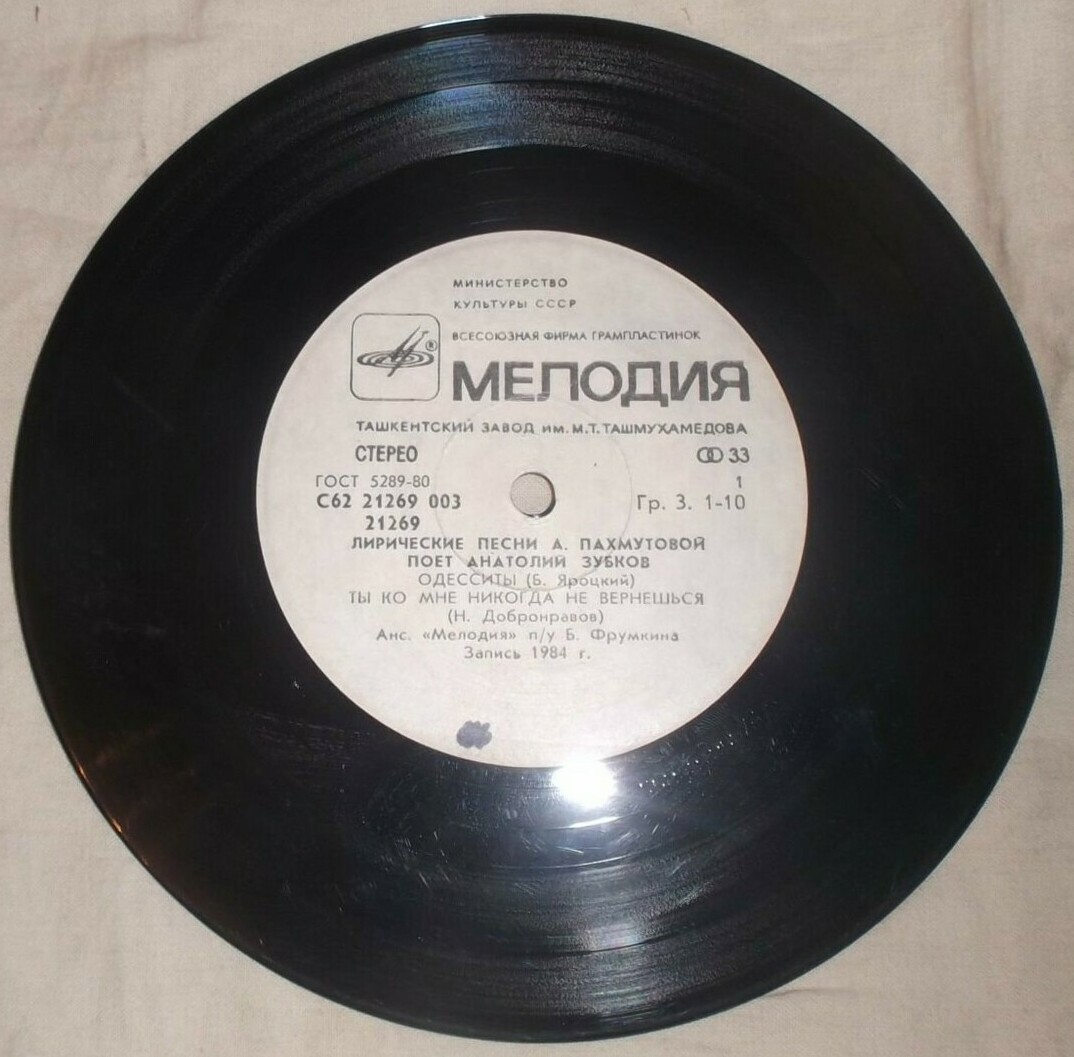 МИНИСТЕРСТВО
КУЛЬТУРЫ СССР
ВСЕСОЮЗНАЯ ФИРМА ГРАМПЛАСТИНОК
®
МЕЛОДИЯ
ТАШКЕНТСКИЙ ЗАВОД ИМ. М.Т. ТАШМУХАМЕДОВА
СТЕРЕО 33
ГОСТ 5289-80 1
С62 21269 003 Гр. 3. 1-10
21269
ЛИРИЧЕСКИЕ ПЕСНИ А. ПАХМУТОВОЙ
ПОЕТ АНАТОЛИЙ ЗУБКОВ
ОДЕССИТЫ (Б. Яроцкий)
ТЫ КО МНЕ НИКОГДА НЕ ВЕРНЕШЬСЯ
(Н. Добронравов)
Анс. «Мелодия» п/у Б. Фрумкина
Запись 1984 г.